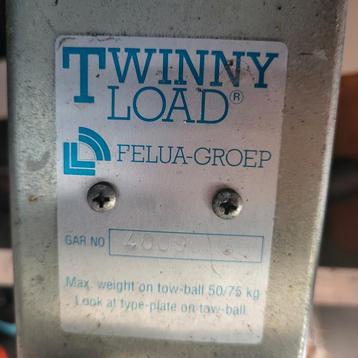 TWINNY
LOAD®
FELUA-GROEP
GAR NO
Max. weight on tow-ball 50/75 kg
Look at type-plate on tow-ball.